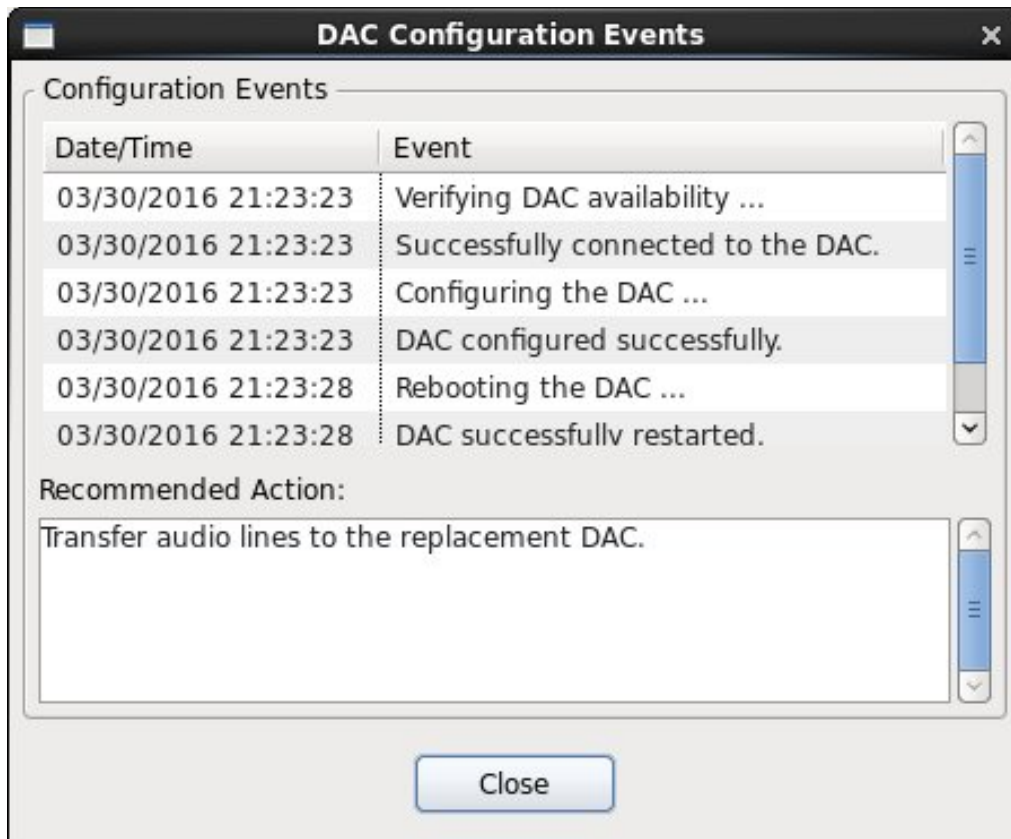 DAC Configuration Events
Configuration Events
Date/Time Event
03/30/2016 21:23:23 Verifying DAC availability ...
03/30/2016 21:23:23 Successfully connected to the DAC.
03/30/2016 21:23:23 Configuring the DAC ...
03/30/2016 21:23:23 DAC configured successfully.
03/30/2016 21:23:28 Rebooting the DAC ...
03/30/2016 21:23:28 DAC successfully restarted.
Recommended Action:
Transfer audio lines to the replacement DAC.
Close